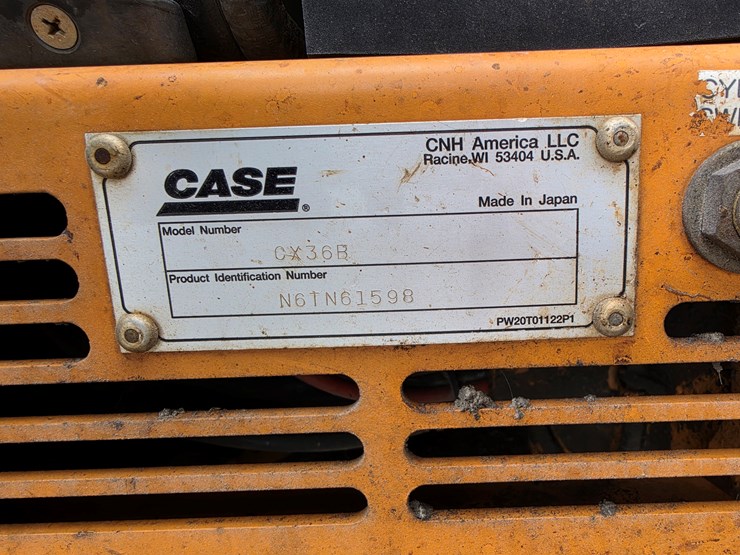 CNH America LLC
Racine.WI 53404 U.S.A.
CASE®
Made In Japan
Model Number
CX36B
Product Identification Number
N6TN61598
PW20T01122P1